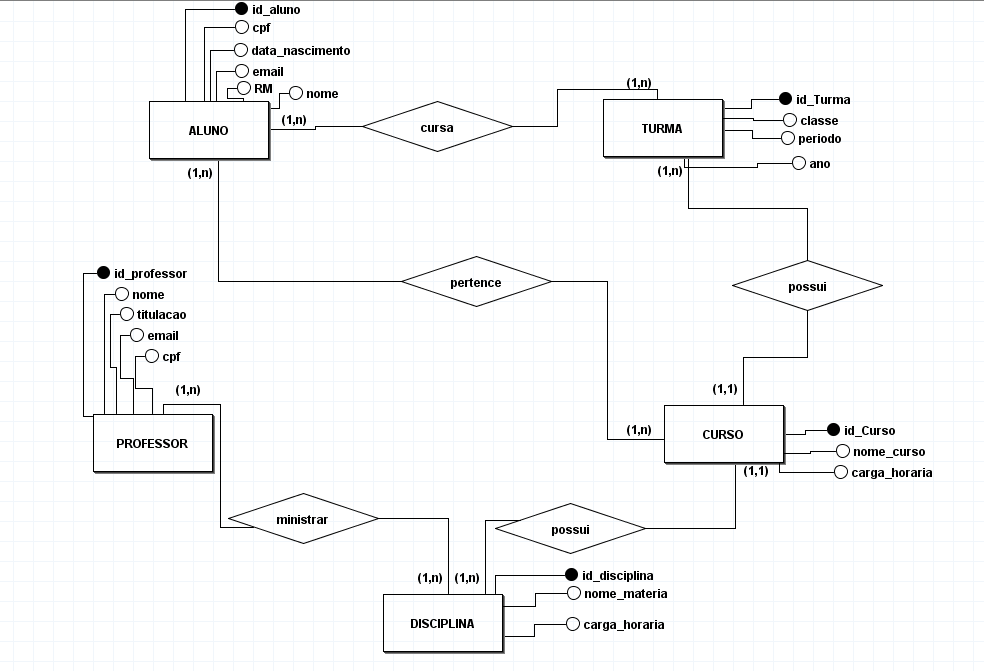 id_aluno
cpf
data_nascimento
email
RM
nome
ALUNO
(1,n)
cursa
(1,n)
TURMA
id_Turma
classe
periodo
ano
(1,n)
(1,n)
pertence
possui
id_professor
nome
titulacao
email
cpf
(1,n)
PROFESSOR
(1,1)
(1,n)
CURSO
id_Curso
nome_curso
carga_horaria
(1,1)
ministrar
possui
(1,n)
(1,n)
id_disciplina
nome_materia
DISCIPLINA
carga_horaria